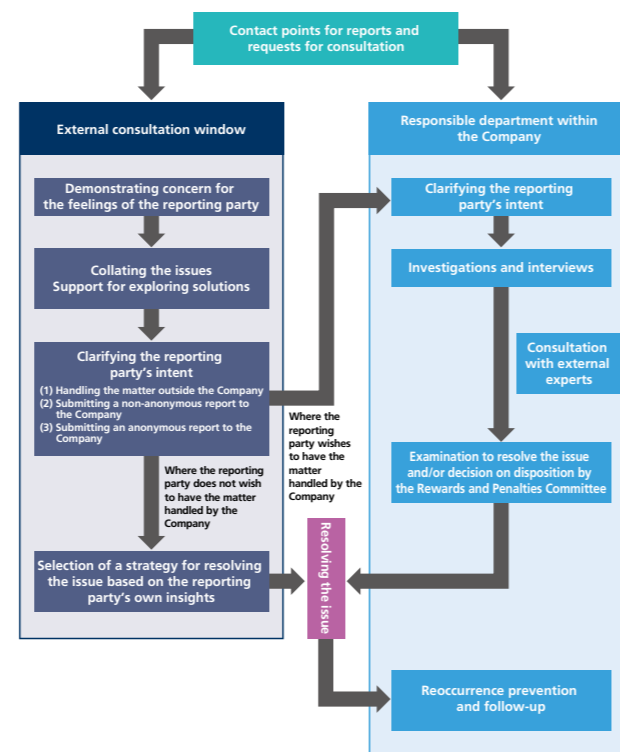 Contact points for reports and
requests for consultation
External consultation window
Demonstrating concern for
the feelings of the reporting party
Collating the issues
Support for exploring solutions
Clarifying the reporting
party's intent
(1) Handling the matter outside the Company
(2) Submitting a non-anonymous report to
the Company
(3) Submitting an anonymous report to the
Company
Where the reporting
party does not wish
to have the matter
handled by the
Company
Selection of a strategy for resolving
the issue based on the reporting
party's own insights
Where the
reporting
party wishes
to have the
matter
handled by the
Company
Resolving the issue
Responsible department within
the Company
Clarifying the reporting
party's intent
Investigations and interviews
Consultation
with external
experts
Examination to resolve the issue
and/or decision on disposition by
the Rewards and Penalties Committee
Reoccurrence prevention
and follow-up